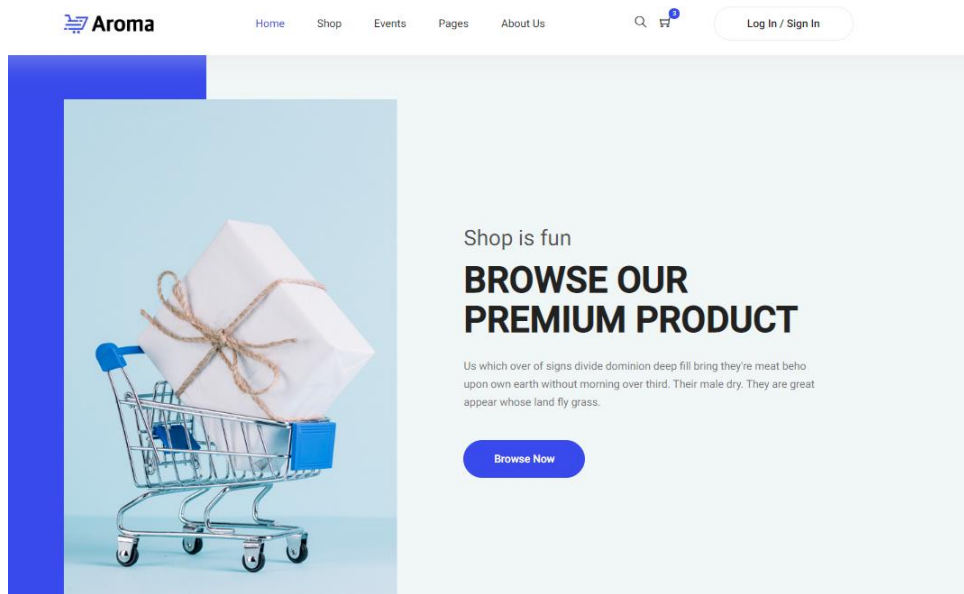 Aroma
Home Shop Events Pages About Us
3
Log In / Sign In
Shop is fun
BROWSE OUR
PREMIUM PRODUCT
Us which over of signs divide dominion deep fill bring they're meat beho
upon own earth without morning over third. Their male dry. They are great
appear whose land fly grass.
Browse Now